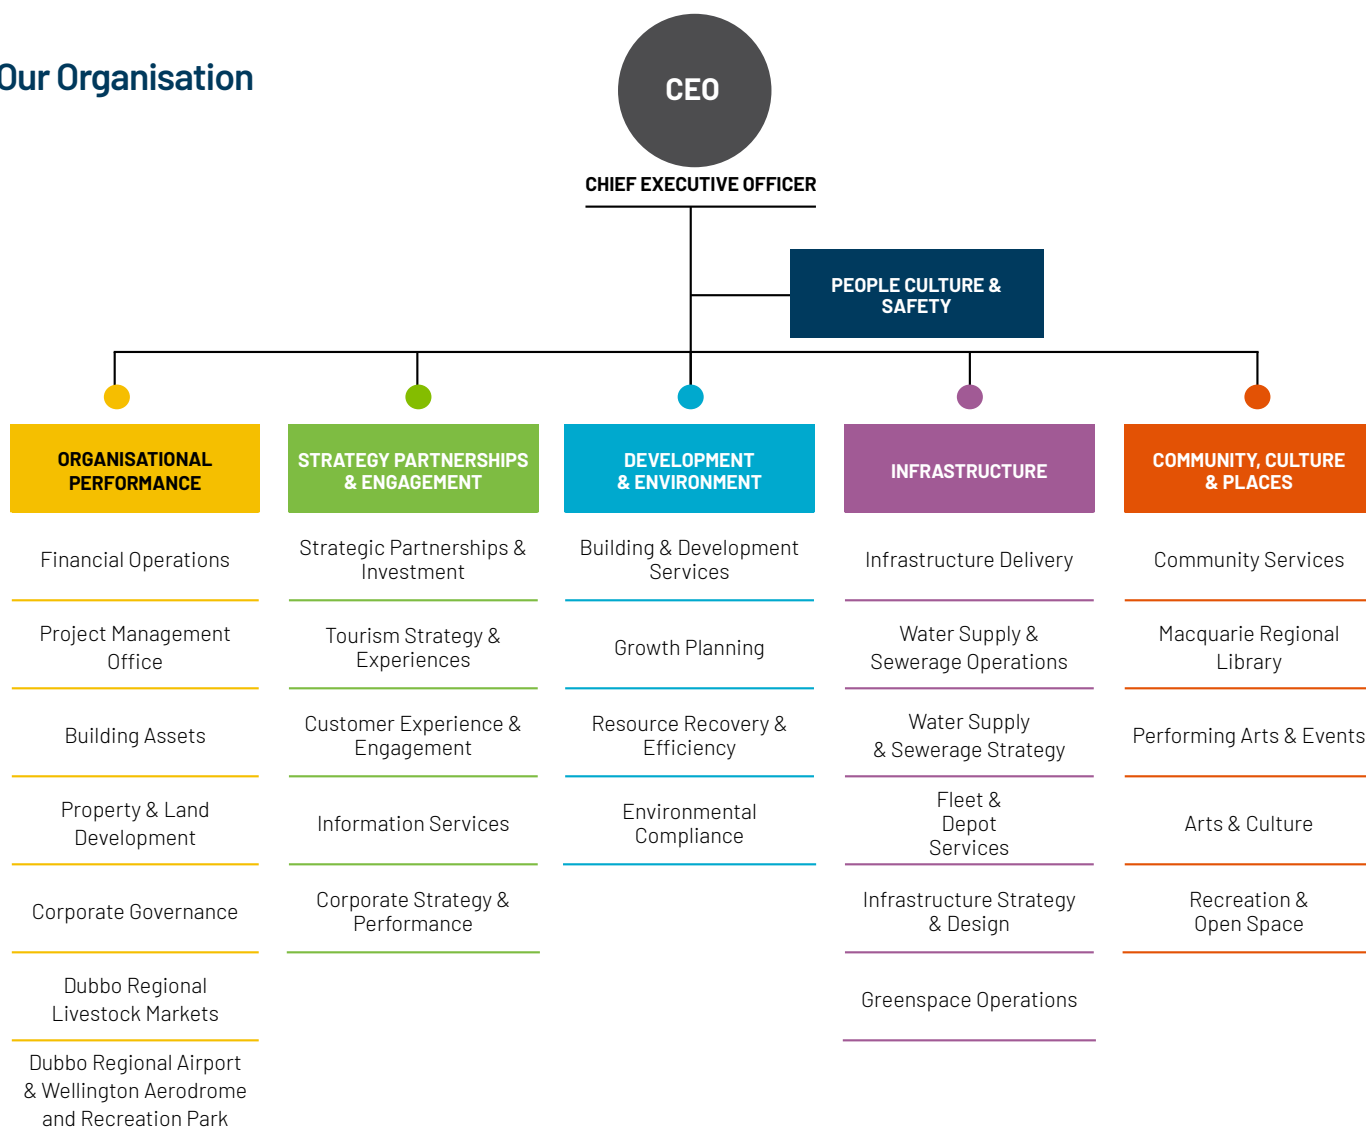 Our Organisation
CEO
CHIEF EXECUTIVE OFFICER
PEOPLE CULTURE &
SAFETY
ORGANISATIONAL
PERFORMANCE
Financial Operations
Project Management
Office
Building Assets
Property & Land
Development
Corporate Governance
Dubbo Regional
Livestock Markets
Dubbo Regional Airport
& Wellington Aerodrome
and Recreation Park
STRATEGY PARTNERSHIPS
& ENGAGEMENT
Strategic Partnerships &
Investment
Tourism Strategy &
Experiences
Customer Experience &
Engagement
Information Services
Corporate Strategy &
Performance
DEVELOPMENT
& ENVIRONMENT
Building & Development
Services
Growth Planning
Resource Recovery &
Efficiency
Environmental
Compliance
INFRASTRUCTURE
Infrastructure Delivery
Water Supply &
Sewerage Operations
Water Supply
& Sewerage Strategy
Fleet &
Depot
Services
Infrastructure Strategy
& Design
Greenspace Operations
COMMUNITY, CULTURE
& PLACES
Community Services
Macquarie Regional
Library
Performing Arts & Events
Arts & Culture
Recreation &
Open Space